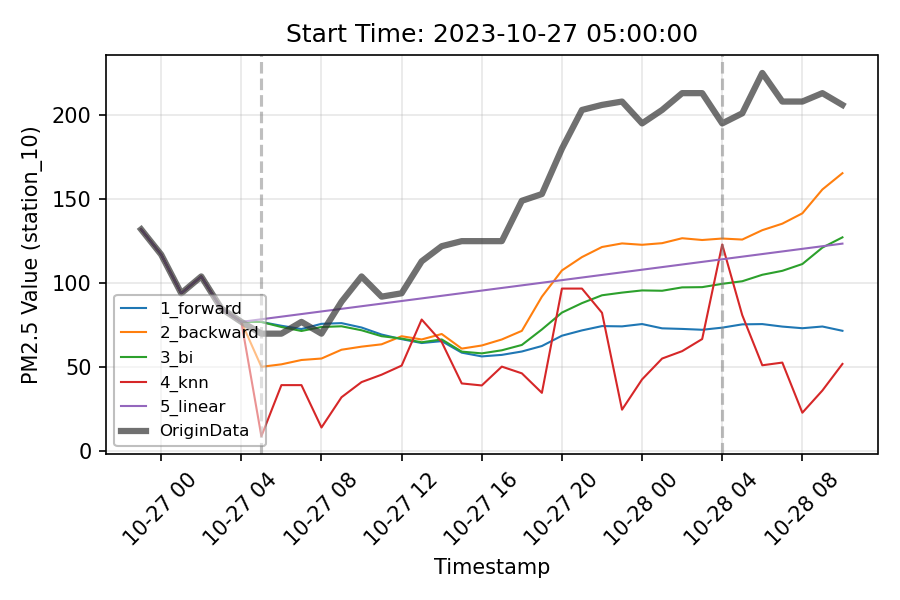 Start Time: 2023-10-27 05:00:00
PM2.5 Value (station_10)
200
150
100
50
0
1_forward
2_backward
3_bi
4_knn
5_linear
OriginData
10-27 00
10-27 04
10-27 08
10-27 12
10-27 16
10-27 20
10-28 00
10-28 04
10-28 08
Timestamp